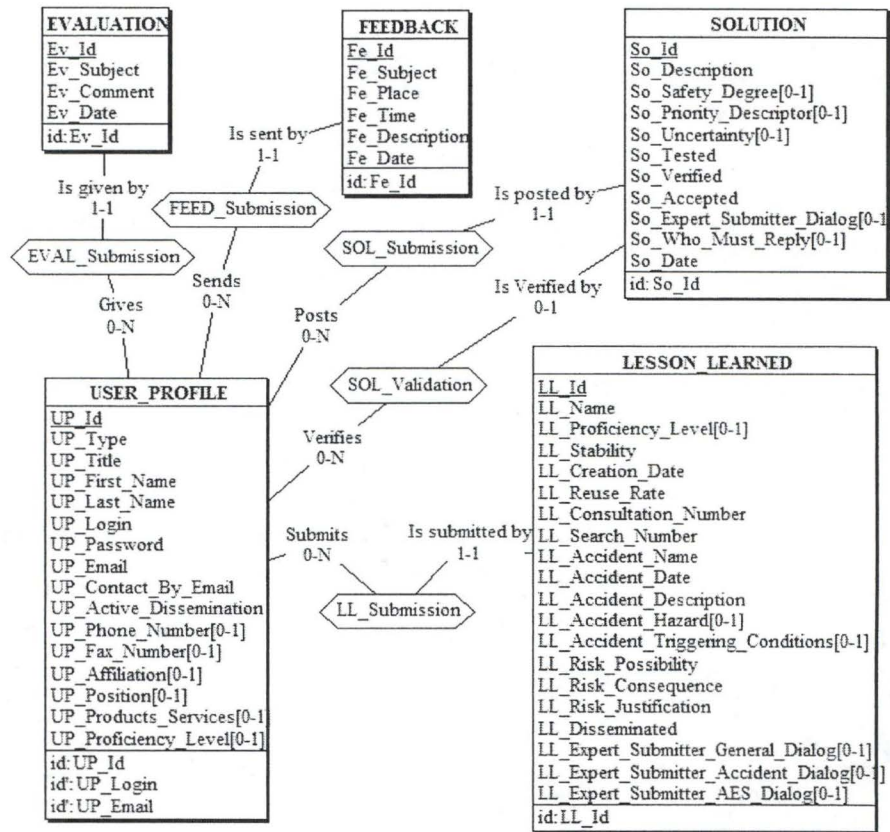 EVALUATION
Ev_Id
Ev_Subject
Ev_Comment
Ev_Date
id:Ev_Id
FEEDBACK
Fe_Id
Fe_Subject
Fe_Place
Fe_Time
Fe_Description
Fe_Date
id:Fe_Id
SOLUTION
So_Id
So_Description
So_Safety_Degree[0-1]
So_Priority_Descriptor[0-1]
So_Uncertainty[0-1]
So_Tested
So_Verified
So_Accepted
So_Expert_Submitter_Dialog[0-1
So_Who_Must_Reply[0-1]
So_Date
id:So_Id
Is given by
1-1
EVAL_Submission
Gives
0-N
Is sent by
1-1
FEED_Submission
Sends
0-N
Is posted by
1-1
SOL_Submission
Posts
0-N
Is Verified by
0-1
SOL_Validation
Verifies
0-N
USER_PROFILE
UP_Id
UP_Type
UP_Title
UP_First_Name
UP_Last_Name
UP_Login
UP_Password
UP_Email
UP_Contact_By_Email
UP_Active_Dissemination
UP_Phone_Number[0-1]
UP_Fax_Number[0-1]
UP_Affiliation[0-1]
UP_Position[0-1]
UP_Products_Services[0-1
UP_Proficiency_Level[0-1]
id:UP_Id
id':UP_Login
id':UP_Email
Submits
0-N
Is submitted by
1-1
LL_Submission
LESSON_LEARNED
LL_Id
LL_Name
LL_Proficiency_Level[0-1]
LL_Stability
LL_Creation_Date
LL_Reuse_Rate
LL_Consultation_Number
LL_Search_Number
LL_Accident_Name
LL_Accident_Date
LL_Accident_Description
LL_Accident_Hazard[0-1]
LL_Accident_Triggering_Conditions[0-1]
LL_Risk_Possibility
LL_Risk_Consequence
LL_Risk_Justification
LL_Disseminated
LL_Expert_Submitter_General_Dialog[0-1]
LL_Expert_Submitter_Accident_Dialog[0-1
LL_Expert_Submitter_AES_Dialog[0-1]
id:LL_Id